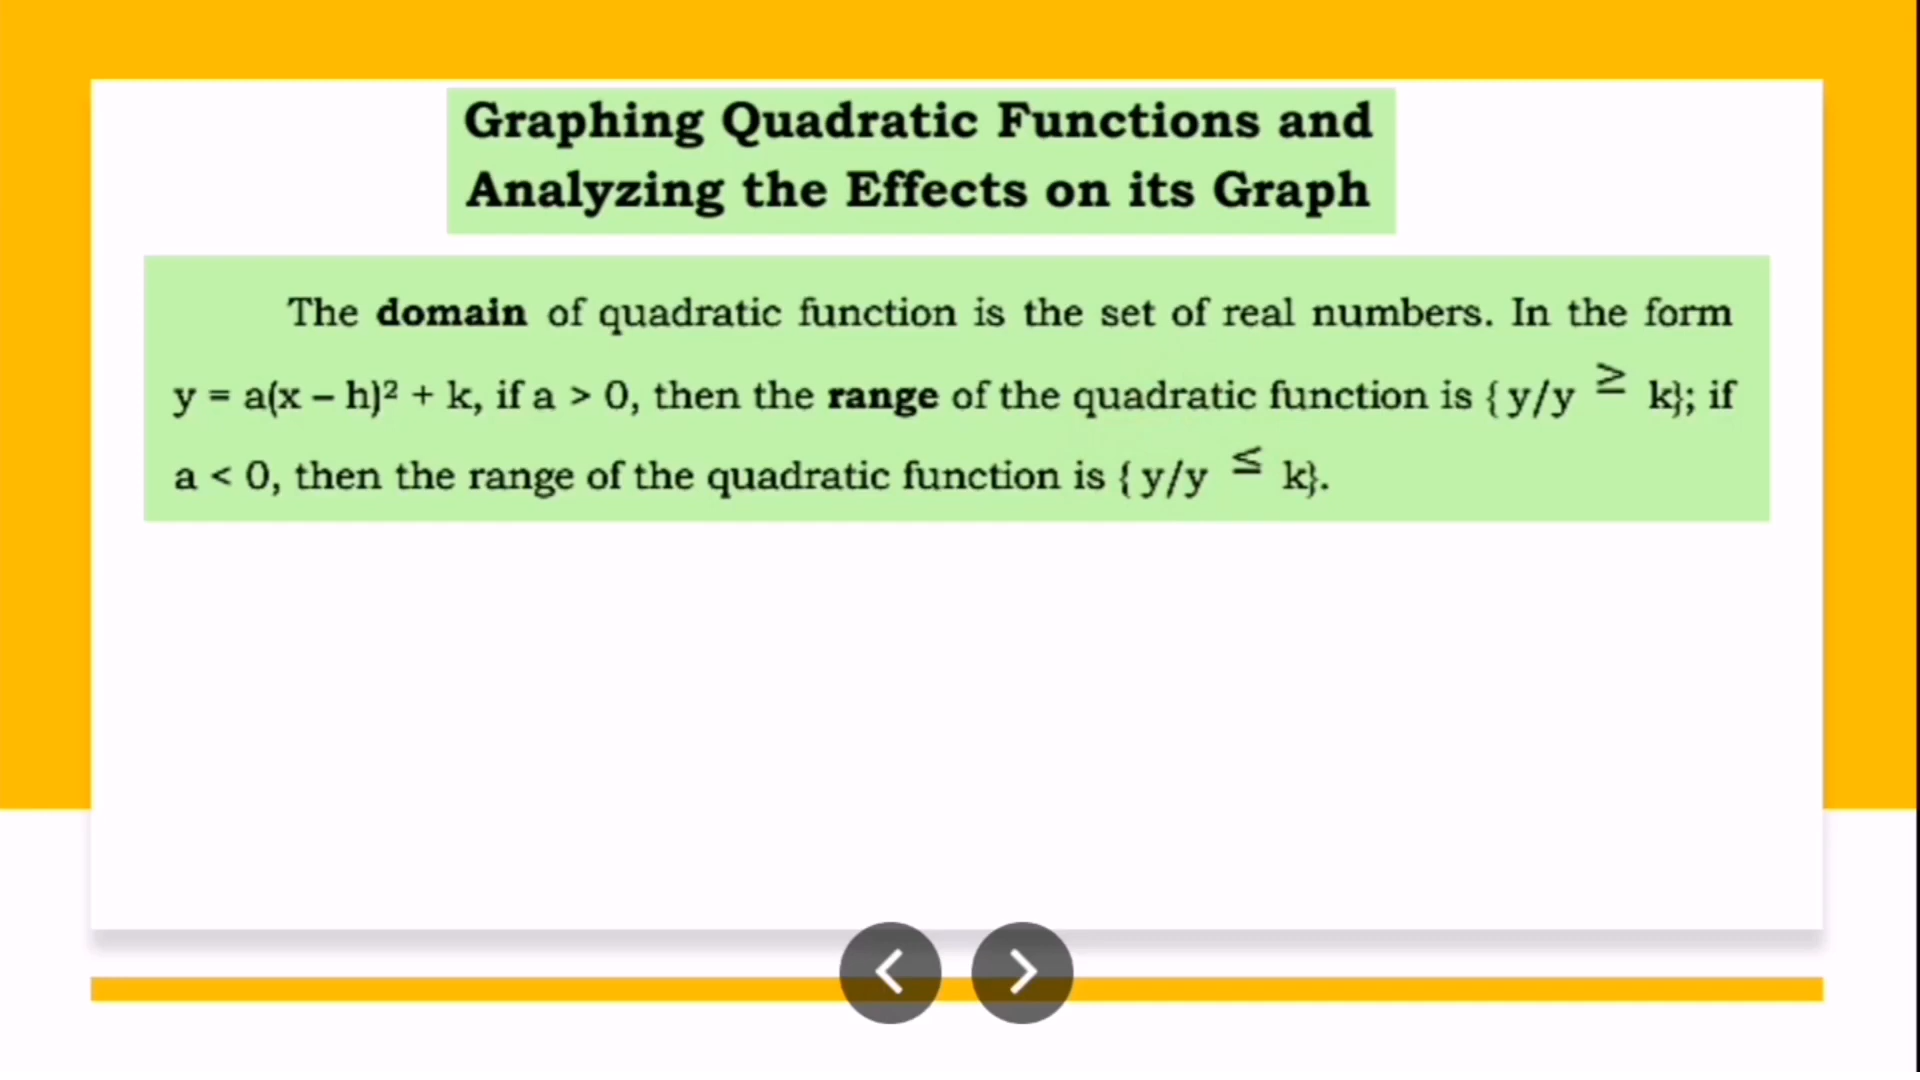 Graphing Quadratic Functions and
Analyzing the Effects on its Graph
The domain of quadratic function is the set of real numbers. In the form
y = a(x – h)² + k, if a > 0, then the range of the quadratic function is { y/y ≥ k}; if
a < 0, then the range of the quadratic function is { y/y ≤ k}.